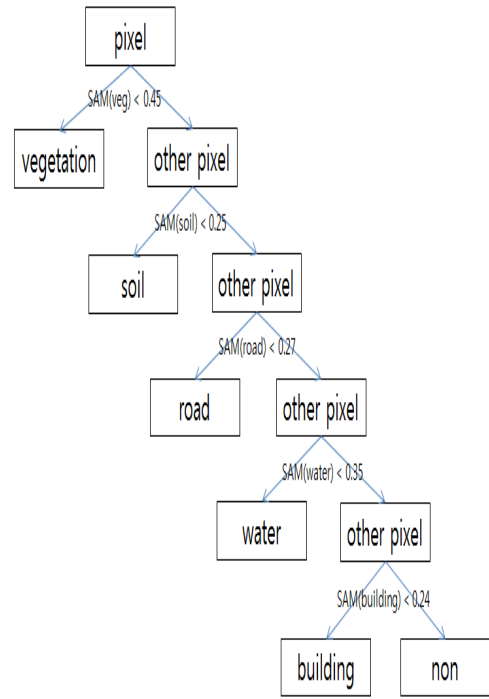 pixel
SAM(veg) < 0.45
vegetation
other pixel
SAM(soil) < 0.25
soil
other pixel
SAM(road) < 0.27
road
other pixel
SAM(water) < 0.35
water
other pixel
SAM(building) < 0.24
building
non